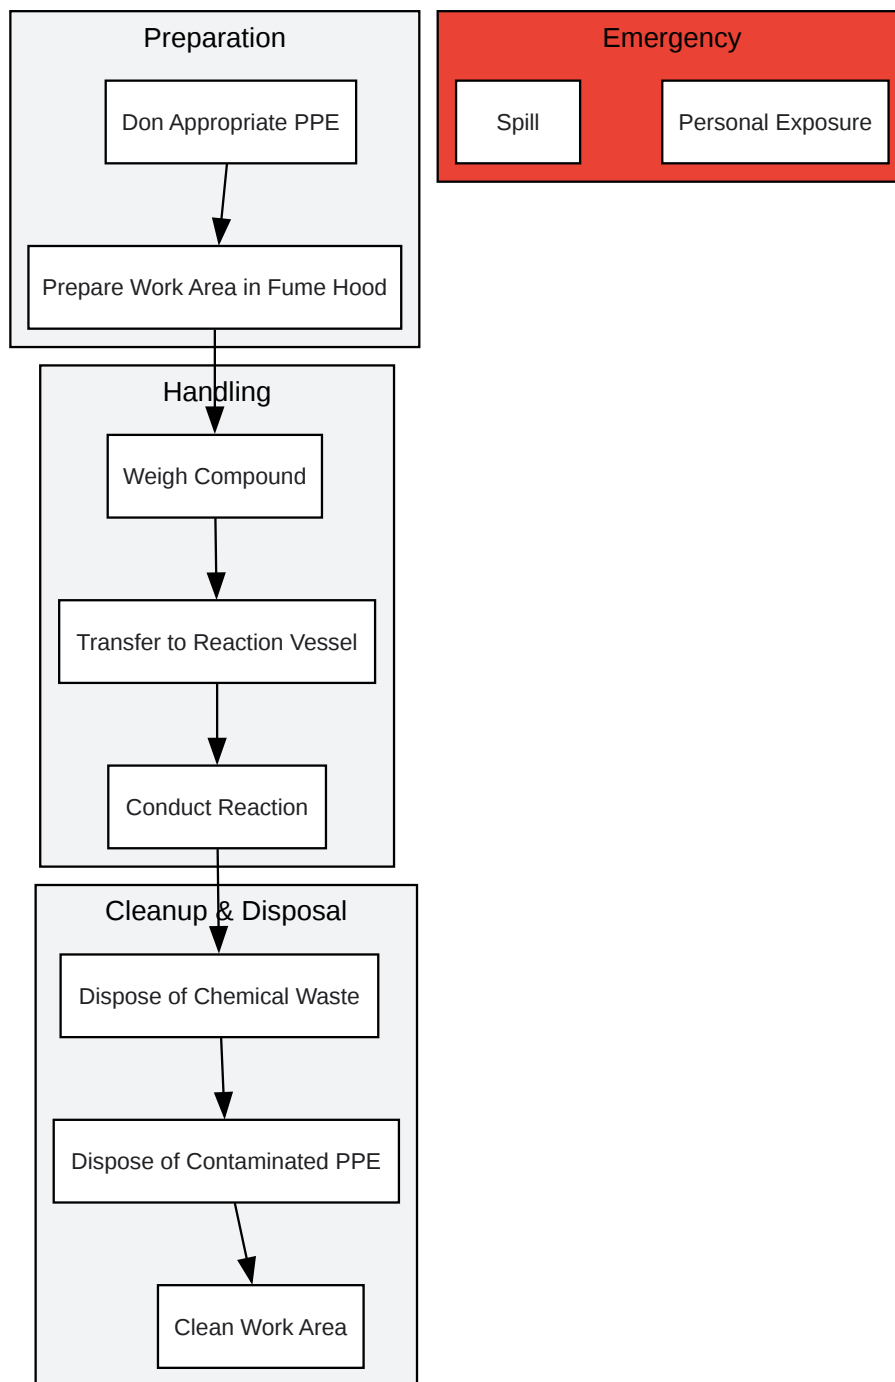 Preparation
Don Appropriate PPE
Prepare Work Area in Fume Hood
Handling
Weigh Compound
Transfer to Reaction Vessel
Conduct Reaction
Cleanup & Disposal
Dispose of Chemical Waste
Dispose of Contaminated PPE
Clean Work Area
Emergency
Spill
Personal Exposure